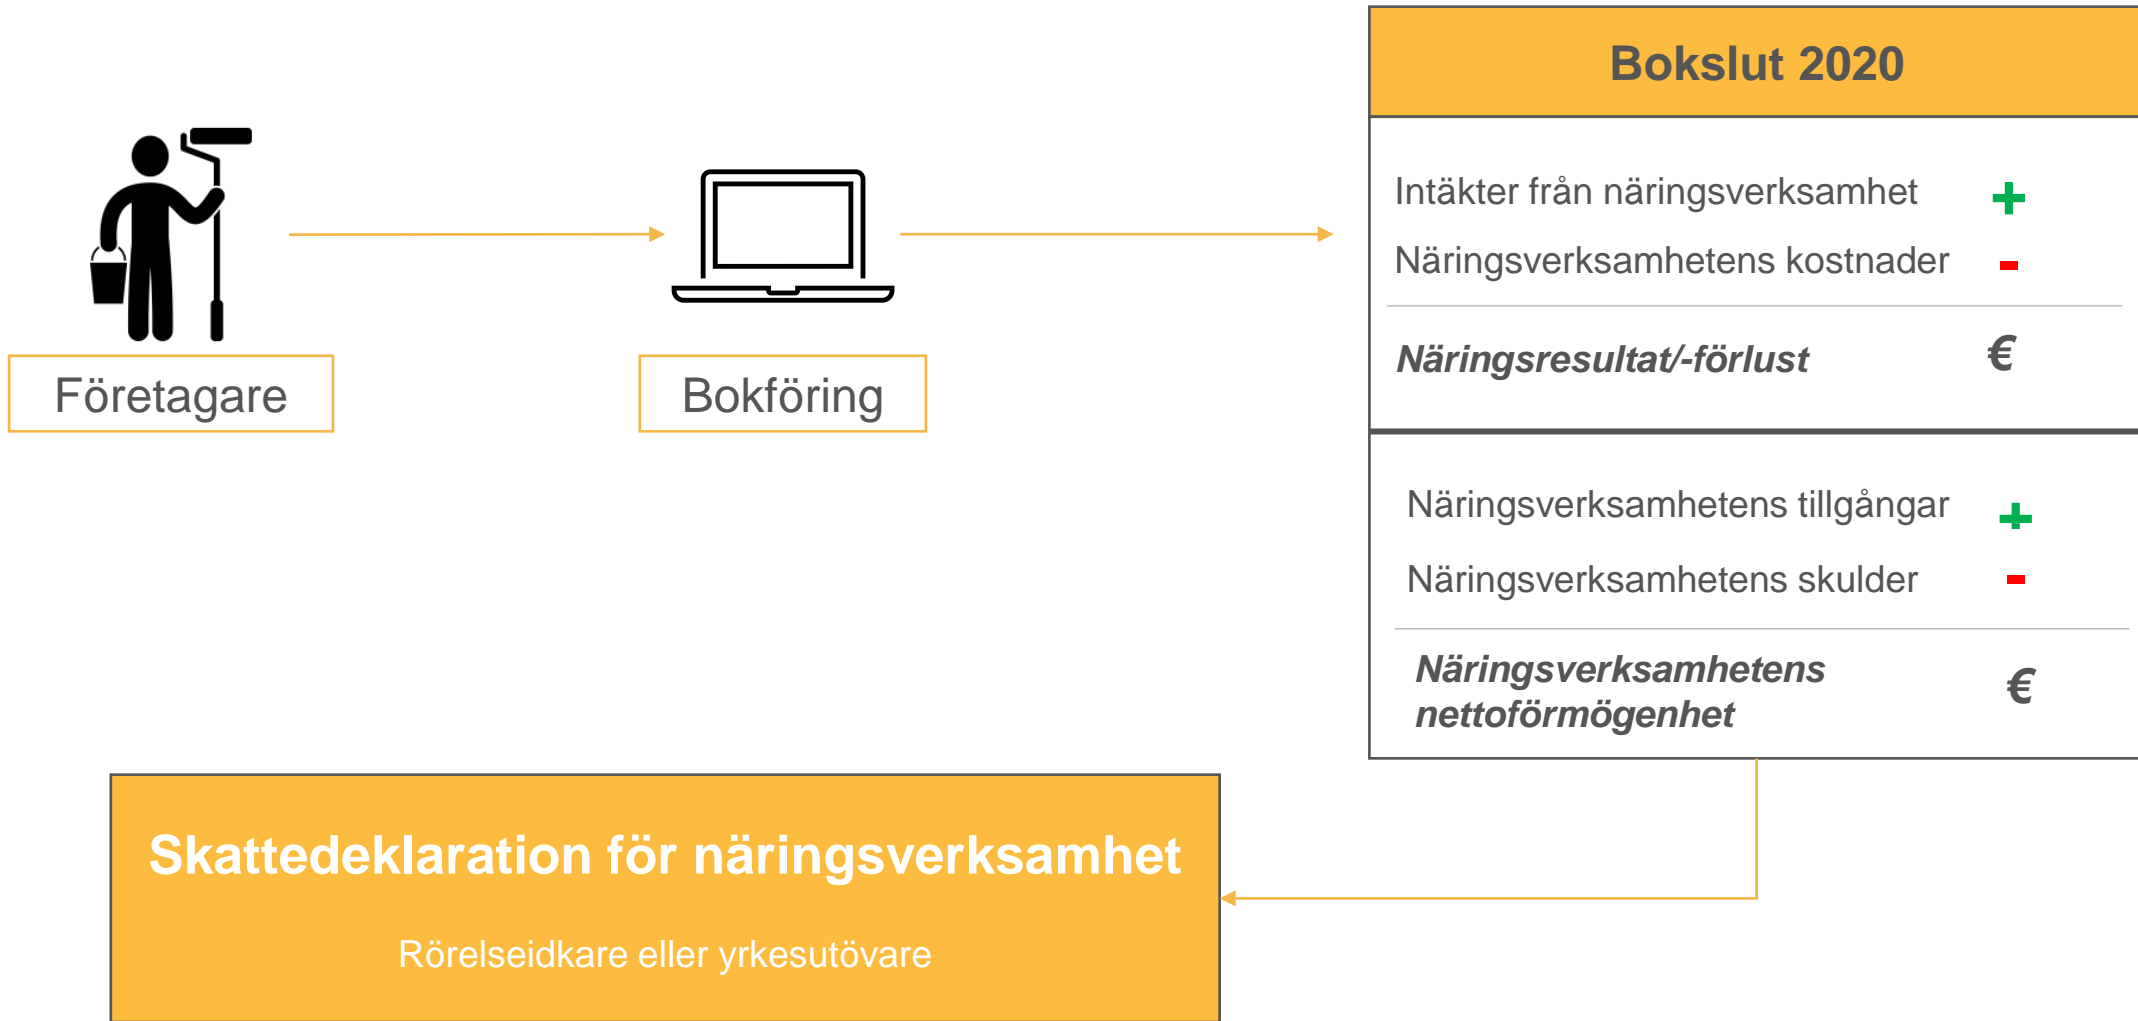 Företagare
Bokföring
Bokslut 2020
Intäkter från näringsverksamhet +
Näringsverksamhetens kostnader -
Näringsresultat/-förlust €
Näringsverksamhetens tillgångar +
Näringsverksamhetens skulder -
Näringsverksamhetens
nettoförmögenhet €
Skattedeklaration för näringsverksamhet
Rörelseidkare eller yrkesutövare